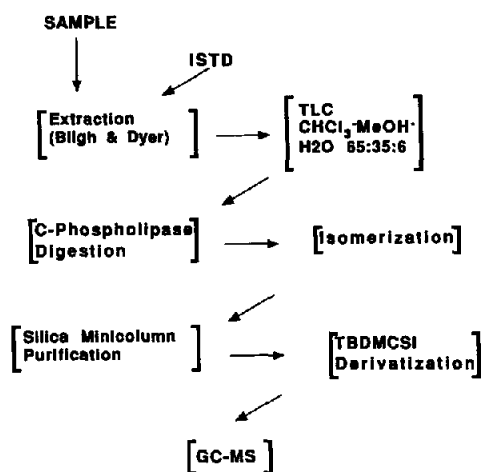 SAMPLE
ISTD
Extraction
(Bligh & Dyer)
TLC
CHCl3-MeOH-
H2O 65:35:6
C-Phospholipase
Digestion
Isomerization
Silica Minicolumn
Purification
TBDMCSI
Derivatization
GC-MS